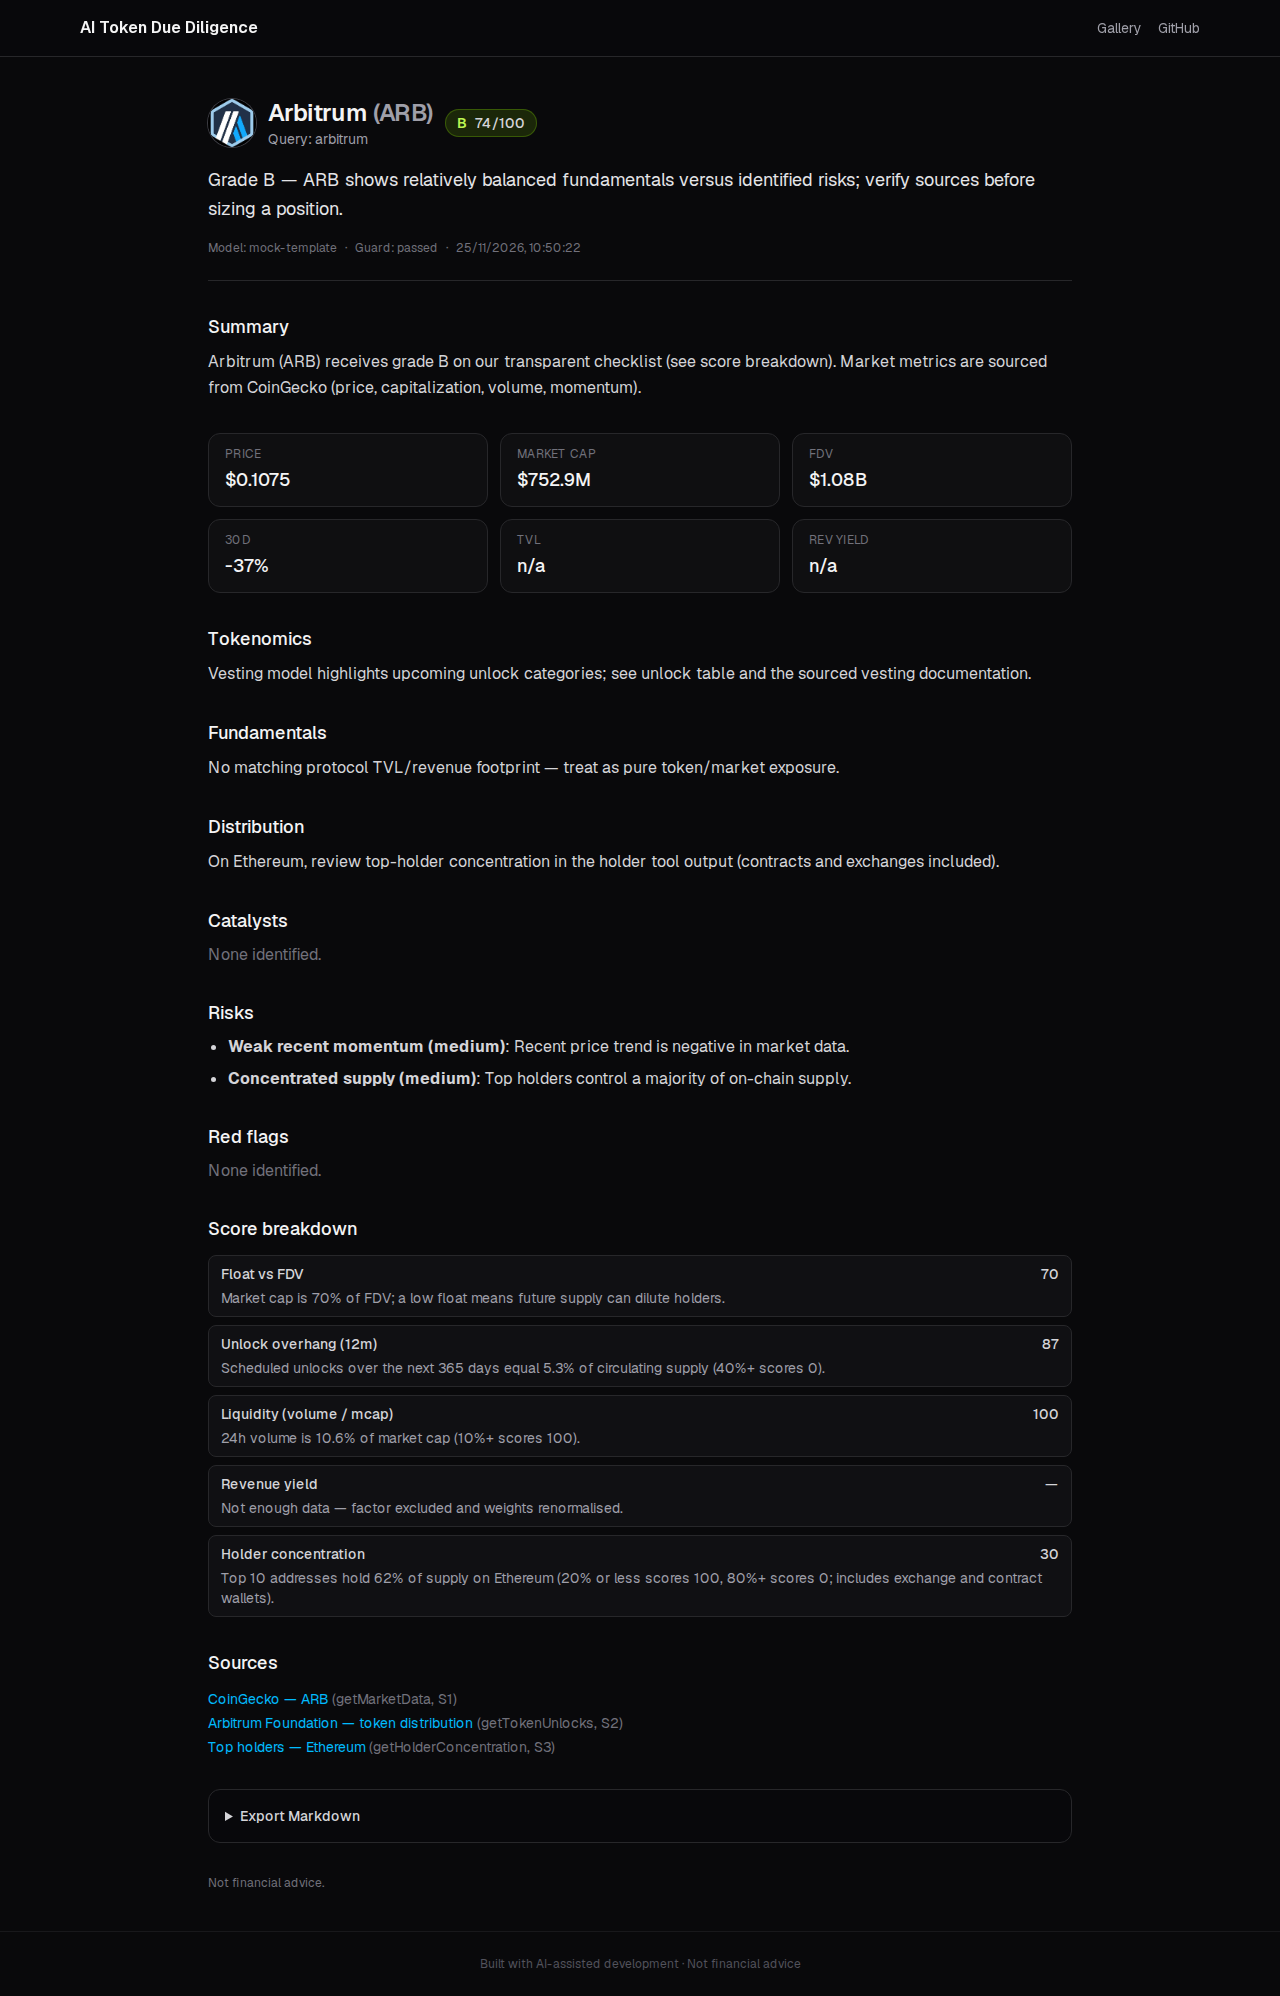 AI Token Due Diligence
Gallery GitHub
Arbitrum (ARB)
B 74/100
Query: arbitrum
Grade B — ARB shows relatively balanced fundamentals versus identified risks; verify sources before
sizing a position.
Model: mock-template · Guard: passed · 25/11/2026, 10:50:22
Summary
Arbitrum (ARB) receives grade B on our transparent checklist (see score breakdown). Market metrics are sourced
from CoinGecko (price, capitalization, volume, momentum).
PRICE
$0.1075
MARKET CAP
$752.9M
FDV
$1.08B
30D
-37%
TVL
n/a
REV YIELD
n/a
Tokenomics
Vesting model highlights upcoming unlock categories; see unlock table and the sourced vesting documentation.
Fundamentals
No matching protocol TVL/revenue footprint — treat as pure token/market exposure.
Distribution
On Ethereum, review top-holder concentration in the holder tool output (contracts and exchanges included).
Catalysts
None identified.
Risks
• Weak recent momentum (medium): Recent price trend is negative in market data.
• Concentrated supply (medium): Top holders control a majority of on-chain supply.
Red flags
None identified.
Score breakdown
Float vs FDV 70
Market cap is 70% of FDV; a low float means future supply can dilute holders.
Unlock overhang (12m) 87
Scheduled unlocks over the next 365 days equal 5.3% of circulating supply (40%+ scores 0).
Liquidity (volume / mcap) 100
24h volume is 10.6% of market cap (10%+ scores 100).
Revenue yield —
Not enough data — factor excluded and weights renormalised.
Holder concentration 30
Top 10 addresses hold 62% of supply on Ethereum (20% or less scores 100, 80%+ scores 0; includes exchange and contract
wallets).
Sources
CoinGecko — ARB (getMarketData, S1)
Arbitrum Foundation — token distribution (getTokenUnlocks, S2)
Top holders — Ethereum (getHolderConcentration, S3)
▶ Export Markdown
Not financial advice.
Built with AI-assisted development · Not financial advice